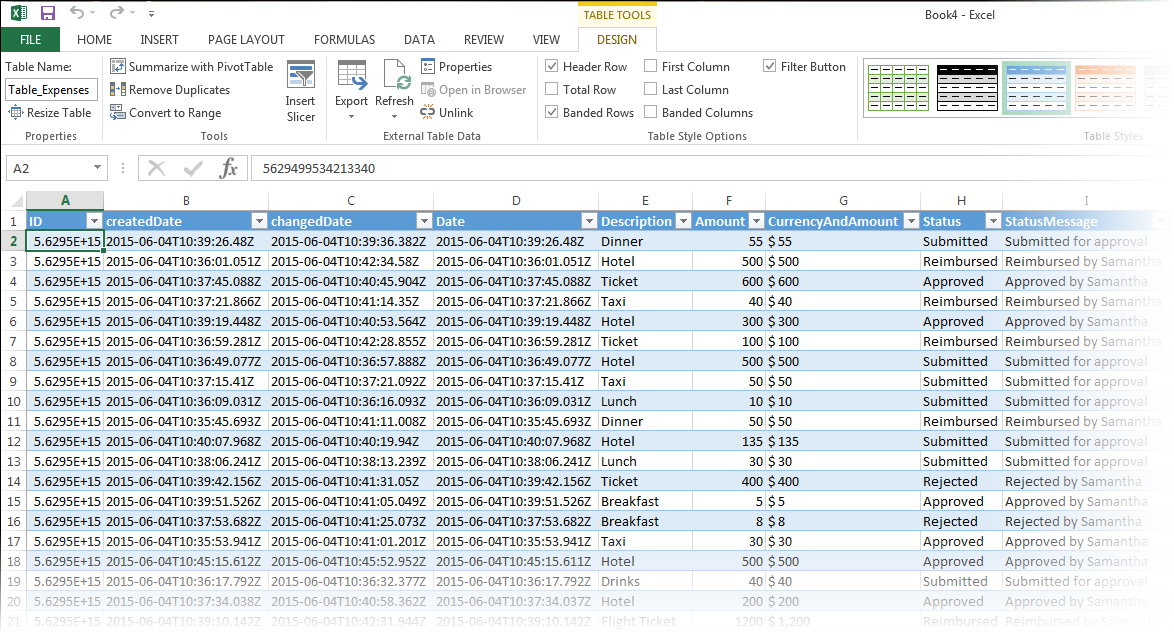 TABLE TOOLS Book4 - Excel
FILE HOME INSERT PAGE LAYOUT FORMULAS DATA REVIEW VIEW DESIGN
Table Name: Summarize with PivotTable Properties Header Row First Column Filter Button
Table_Expenses Remove Duplicates Insert Slicer Export Refresh Open in Browser Total Row Last Column
Resize Table Convert to Range Unlink Banded Rows Banded Columns
Properties Tools External Table Data Table Style Options Table Styles
A2 fx 5629499534213340
A B C D E F G H I
1 ID createdDate changedDate Date Description Amount CurrencyAndAmount Status StatusMessage
2 5.6295E+15 2015-06-04T10:39:26.48Z 2015-06-04T10:39:36.382Z 2015-06-04T10:39:26.48Z Dinner 55 $ 55 Submitted Submitted for approval
3 5.6295E+15 2015-06-04T10:36:01.051Z 2015-06-04T10:42:34.58Z 2015-06-04T10:36:01.051Z Hotel 500 $ 500 Reimbursed Reimbursed by Samantha
4 5.6295E+15 2015-06-04T10:37:45.088Z 2015-06-04T10:40:45.904Z 2015-06-04T10:37:45.088Z Ticket 600 $ 600 Approved Approved by Samantha
5 5.6295E+15 2015-06-04T10:37:21.866Z 2015-06-04T10:41:14.35Z 2015-06-04T10:37:21.866Z Taxi 40 $ 40 Reimbursed Reimbursed by Samantha
6 5.6295E+15 2015-06-04T10:39:19.448Z 2015-06-04T10:40:53.564Z 2015-06-04T10:39:19.448Z Hotel 300 $ 300 Approved Approved by Samantha
7 5.6295E+15 2015-06-04T10:36:59.281Z 2015-06-04T10:42:28.855Z 2015-06-04T10:36:59.281Z Ticket 100 $ 100 Reimbursed Reimbursed by Samantha
8 5.6295E+15 2015-06-04T10:36:49.077Z 2015-06-04T10:36:57.888Z 2015-06-04T10:36:49.077Z Hotel 500 $ 500 Submitted Submitted for approval
9 5.6295E+15 2015-06-04T10:37:15.41Z 2015-06-04T10:37:21.092Z 2015-06-04T10:37:15.41Z Taxi 50 $ 50 Submitted Submitted for approval
10 5.6295E+15 2015-06-04T10:36:09.031Z 2015-06-04T10:36:16.093Z 2015-06-04T10:36:09.031Z Lunch 10 $ 10 Submitted Submitted for approval
11 5.6295E+15 2015-06-04T10:35:45.693Z 2015-06-04T10:41:11.008Z 2015-06-04T10:35:45.693Z Dinner 50 $ 50 Reimbursed Reimbursed by Samantha
12 5.6295E+15 2015-06-04T10:40:07.968Z 2015-06-04T10:40:19.94Z 2015-06-04T10:40:07.968Z Hotel 135 $ 135 Submitted Submitted for approval
13 5.6295E+15 2015-06-04T10:38:06.241Z 2015-06-04T10:38:13.239Z 2015-06-04T10:38:06.241Z Lunch 30 $ 30 Submitted Submitted for approval
14 5.6295E+15 2015-06-04T10:39:42.156Z 2015-06-04T10:41:31.05Z 2015-06-04T10:39:42.156Z Ticket 400 $ 400 Rejected Rejected by Samantha
15 5.6295E+15 2015-06-04T10:39:51.526Z 2015-06-04T10:41:05.049Z 2015-06-04T10:39:51.526Z Breakfast 5 $ 5 Approved Approved by Samantha
16 5.6295E+15 2015-06-04T10:37:53.682Z 2015-06-04T10:41:25.073Z 2015-06-04T10:37:53.682Z Breakfast 8 $ 8 Rejected Rejected by Samantha
17 5.6295E+15 2015-06-04T10:35:53.941Z 2015-06-04T10:41:01.201Z 2015-06-04T10:35:53.941Z Taxi 30 $ 30 Approved Approved by Samantha
18 5.6295E+15 2015-06-04T10:45:15.612Z 2015-06-04T10:45:52.952Z 2015-06-04T10:45:15.611Z Hotel 500 $ 500 Approved Approved by Samantha
19 5.6295E+15 2015-06-04T10:36:17.792Z 2015-06-04T10:36:32.377Z 2015-06-04T10:36:17.792Z Drinks 40 $ 40 Submitted Submitted for approval
20 5.6295E+15 2015-06-04T10:37:34.038Z 2015-06-04T10:40:58.362Z 2015-06-04T10:37:34.037Z Hotel 200 $ 200 Approved Approved by Samantha
21 5.6295E+15 2015-06-04T10:39:10.142Z 2015-06-04T10:42:31.944Z 2015-06-04T10:39:10.142Z Flight Ticket 1200 $ 1,200 Reimbursed Reimbursed by Samantha